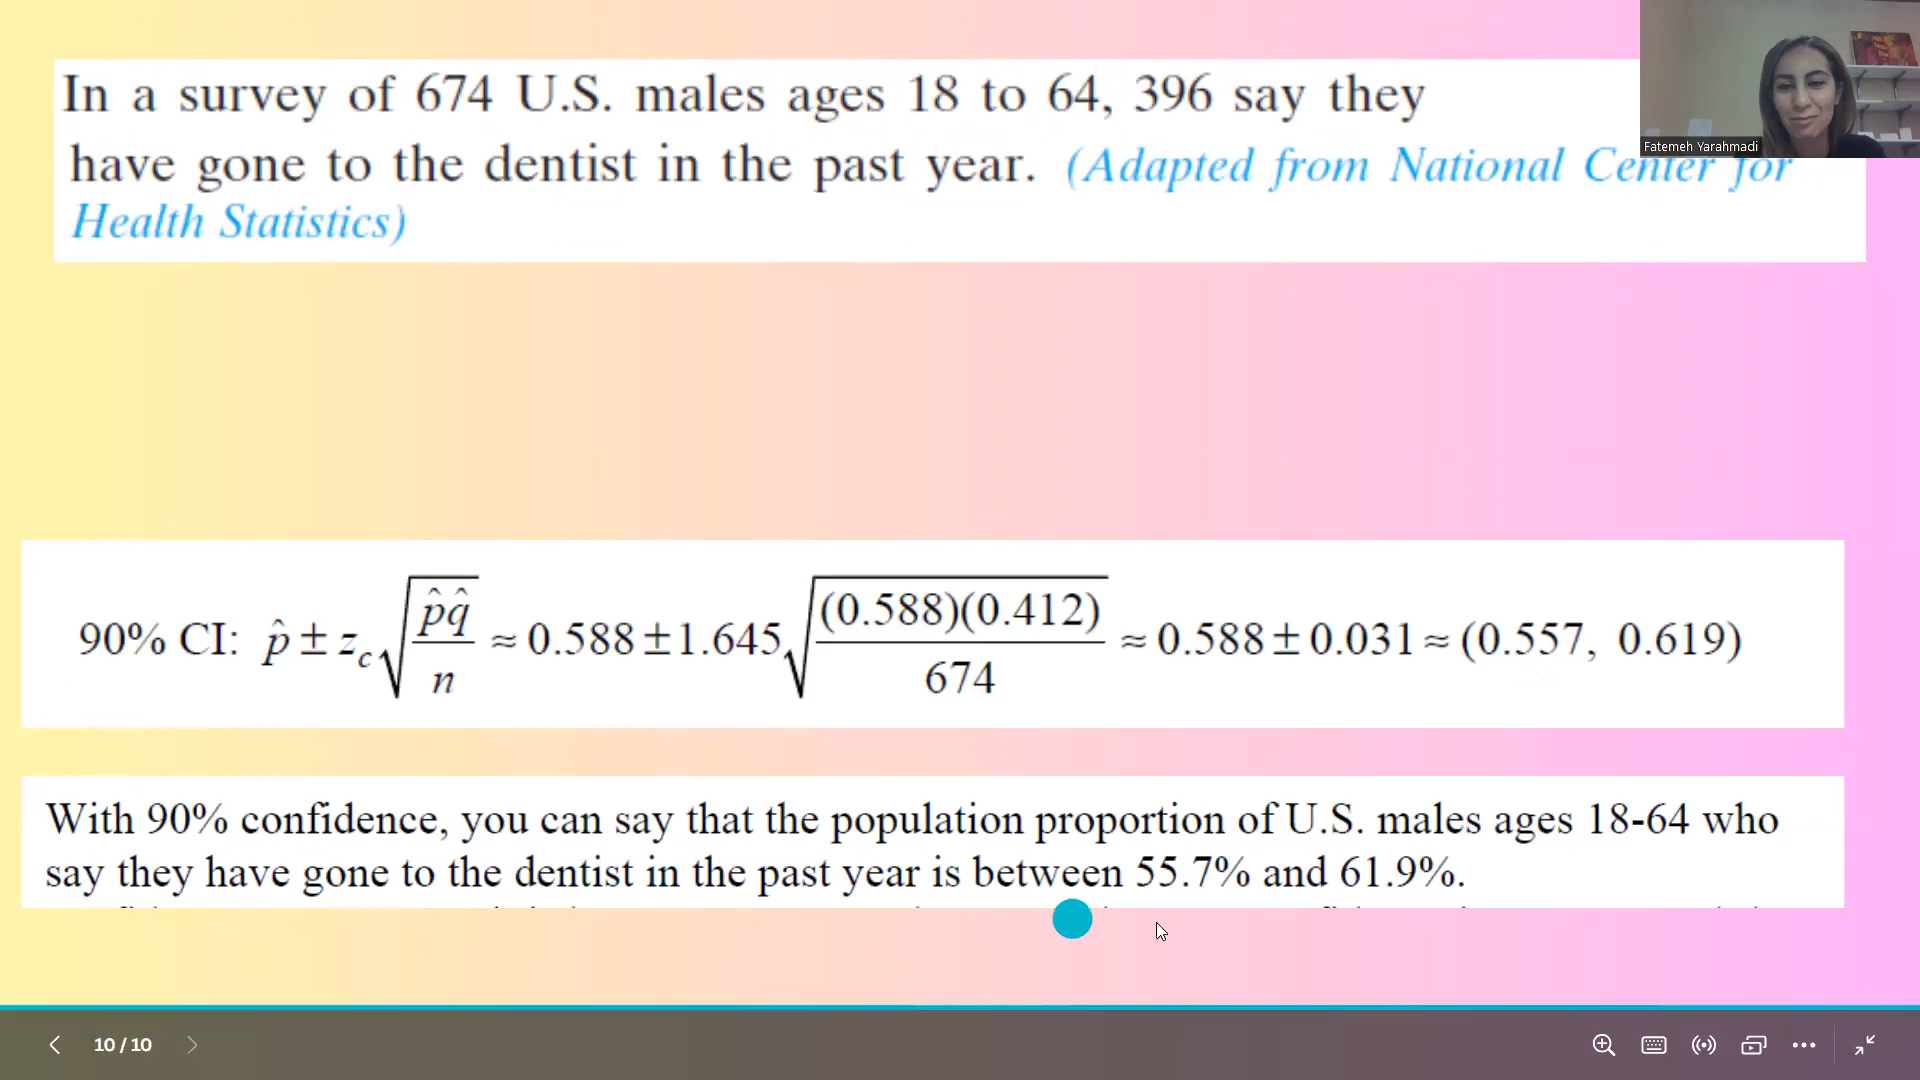 In a survey of 674 U.S. males ages 18 to 64, 396 say they
have gone to the dentist in the past year. (Adapted from National Center for
Health Statistics)
Fatemeh Yarahmadi
90% CI: p̂ ± z_c √(p̂q̂/n) ≈ 0.588 ± 1.645 √((0.588)(0.412)/674) ≈ 0.588 ± 0.031 ≈ (0.557, 0.619)
With 90% confidence, you can say that the population proportion of U.S. males ages 18-64 who
say they have gone to the dentist in the past year is between 55.7% and 61.9%.
10 / 10